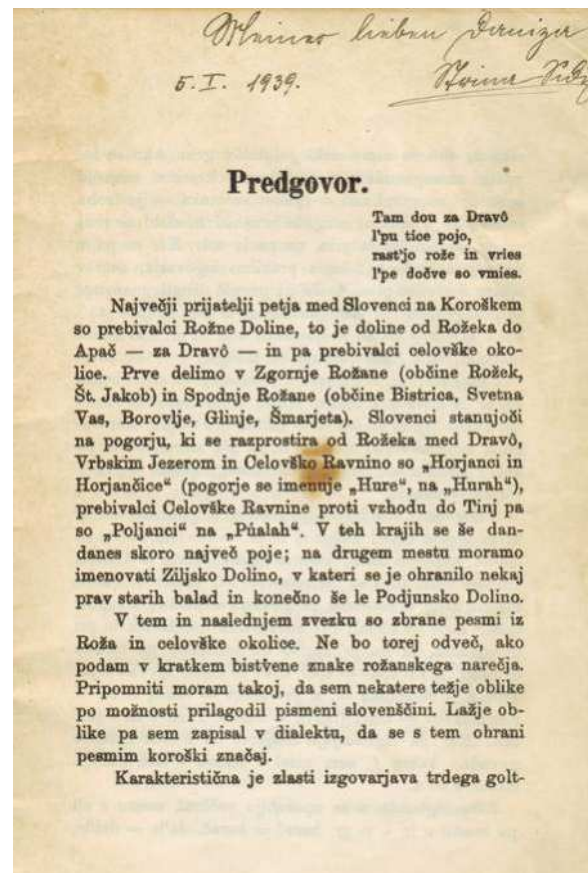 Meiner lieben Daniza
5. I. 1939.
Predgovor.
Tam dou za Dravô
l'pu tice pojo,
rast'jo rože in vries
l'pe dečve so vmies.
Največji prijatelji petja med Slovenci na Koroškem
so prebivalci Rožne Doline, to je doline od Rožeka do
Apač — za Dravô — in pa prebivalci celovške oko-
lice. Prve delimo v Zgornje Rožane (občine Rožek,
Št. Jakob) in Spodnje Rožane (občine Bistrica, Svetna
Vas, Borovlje, Glinje, Šmarjeta). Slovenci stanujoči
na pogorju, ki se razprostira od Rožeka med Dravô,
Vrbskim Jezerom in Celovško Ravnino so „Horjanci in
Horjančice“ (pogorje se imenuje „Hure“, na „Hurah“),
prebivalci Celovške Ravnine proti vzhodu do Tinj pa
so „Poljanci“ na „Púalah“. V teh krajih se še dan-
danes skoro največ poje; na drugem mestu moramo
imenovati Ziljsko Dolino, v kateri se je ohranilo nekaj
prav starih balad in konečno še le Podjunsko Dolino.
V tem in naslednjem zvezku so zbrane pesmi iz
Roža in celovške okolice. Ne bo torej odveč, ako
podam v kratkem bistvene znake rožanskega narečja.
Pripomniti moram takoj, da sem nekatere težje oblike
po možnosti prilagodil pismeni slovenščini. Lažje ob-
like pa sem zapisal v dialektu, da se s tem ohrani
pesmim koroški značaj.
Karakteristična je zlasti izgovarjava trdega golt-